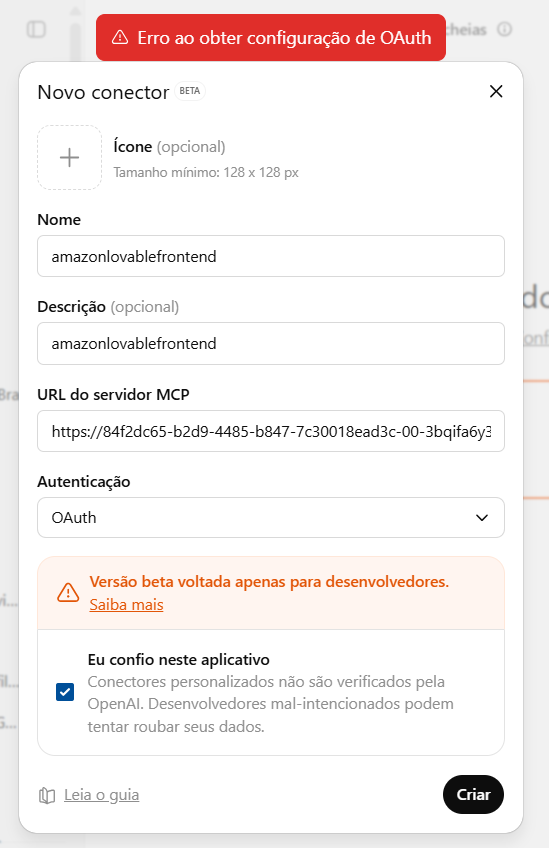 Erro ao obter configuração de OAuth
cheias
Novo conector BETA
Ícone (opcional)
Tamanho mínimo: 128 x 128 px
Nome
amazonlovablefrontend
Descrição (opcional)
amazonlovablefrontend
URL do servidor MCP
https://84f2dc65-b2d9-4485-b847-7c30018ead3c-00-3bqifa6y3
Autenticação
OAuth
Versão beta voltada apenas para desenvolvedores.
Saiba mais
Eu confio neste aplicativo
Conectores personalizados não são verificados pela
OpenAI. Desenvolvedores mal-intencionados podem
tentar roubar seus dados.
Leia o guia
Criar